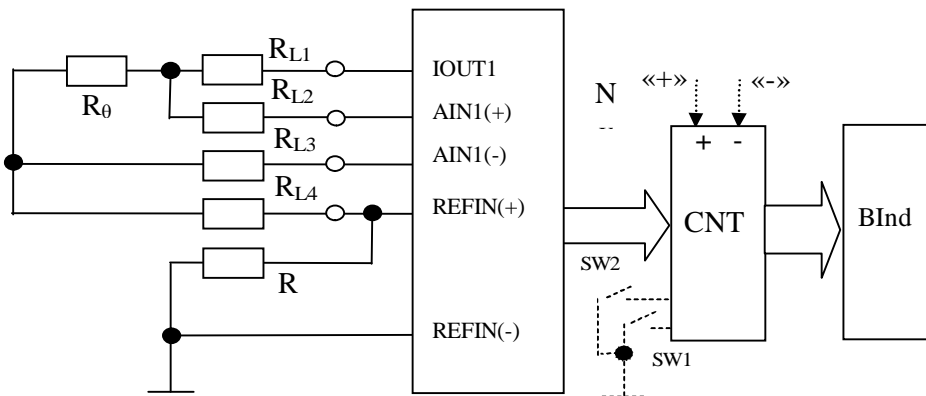 R_L1
IOUT1
R_θ
R_L2
AIN1(+)
R_L3
AIN1(-)
R_L4
REFIN(+)
R
REFIN(-)
N
«+» «-»
+ -
CNT
BInd
SW2
SW1